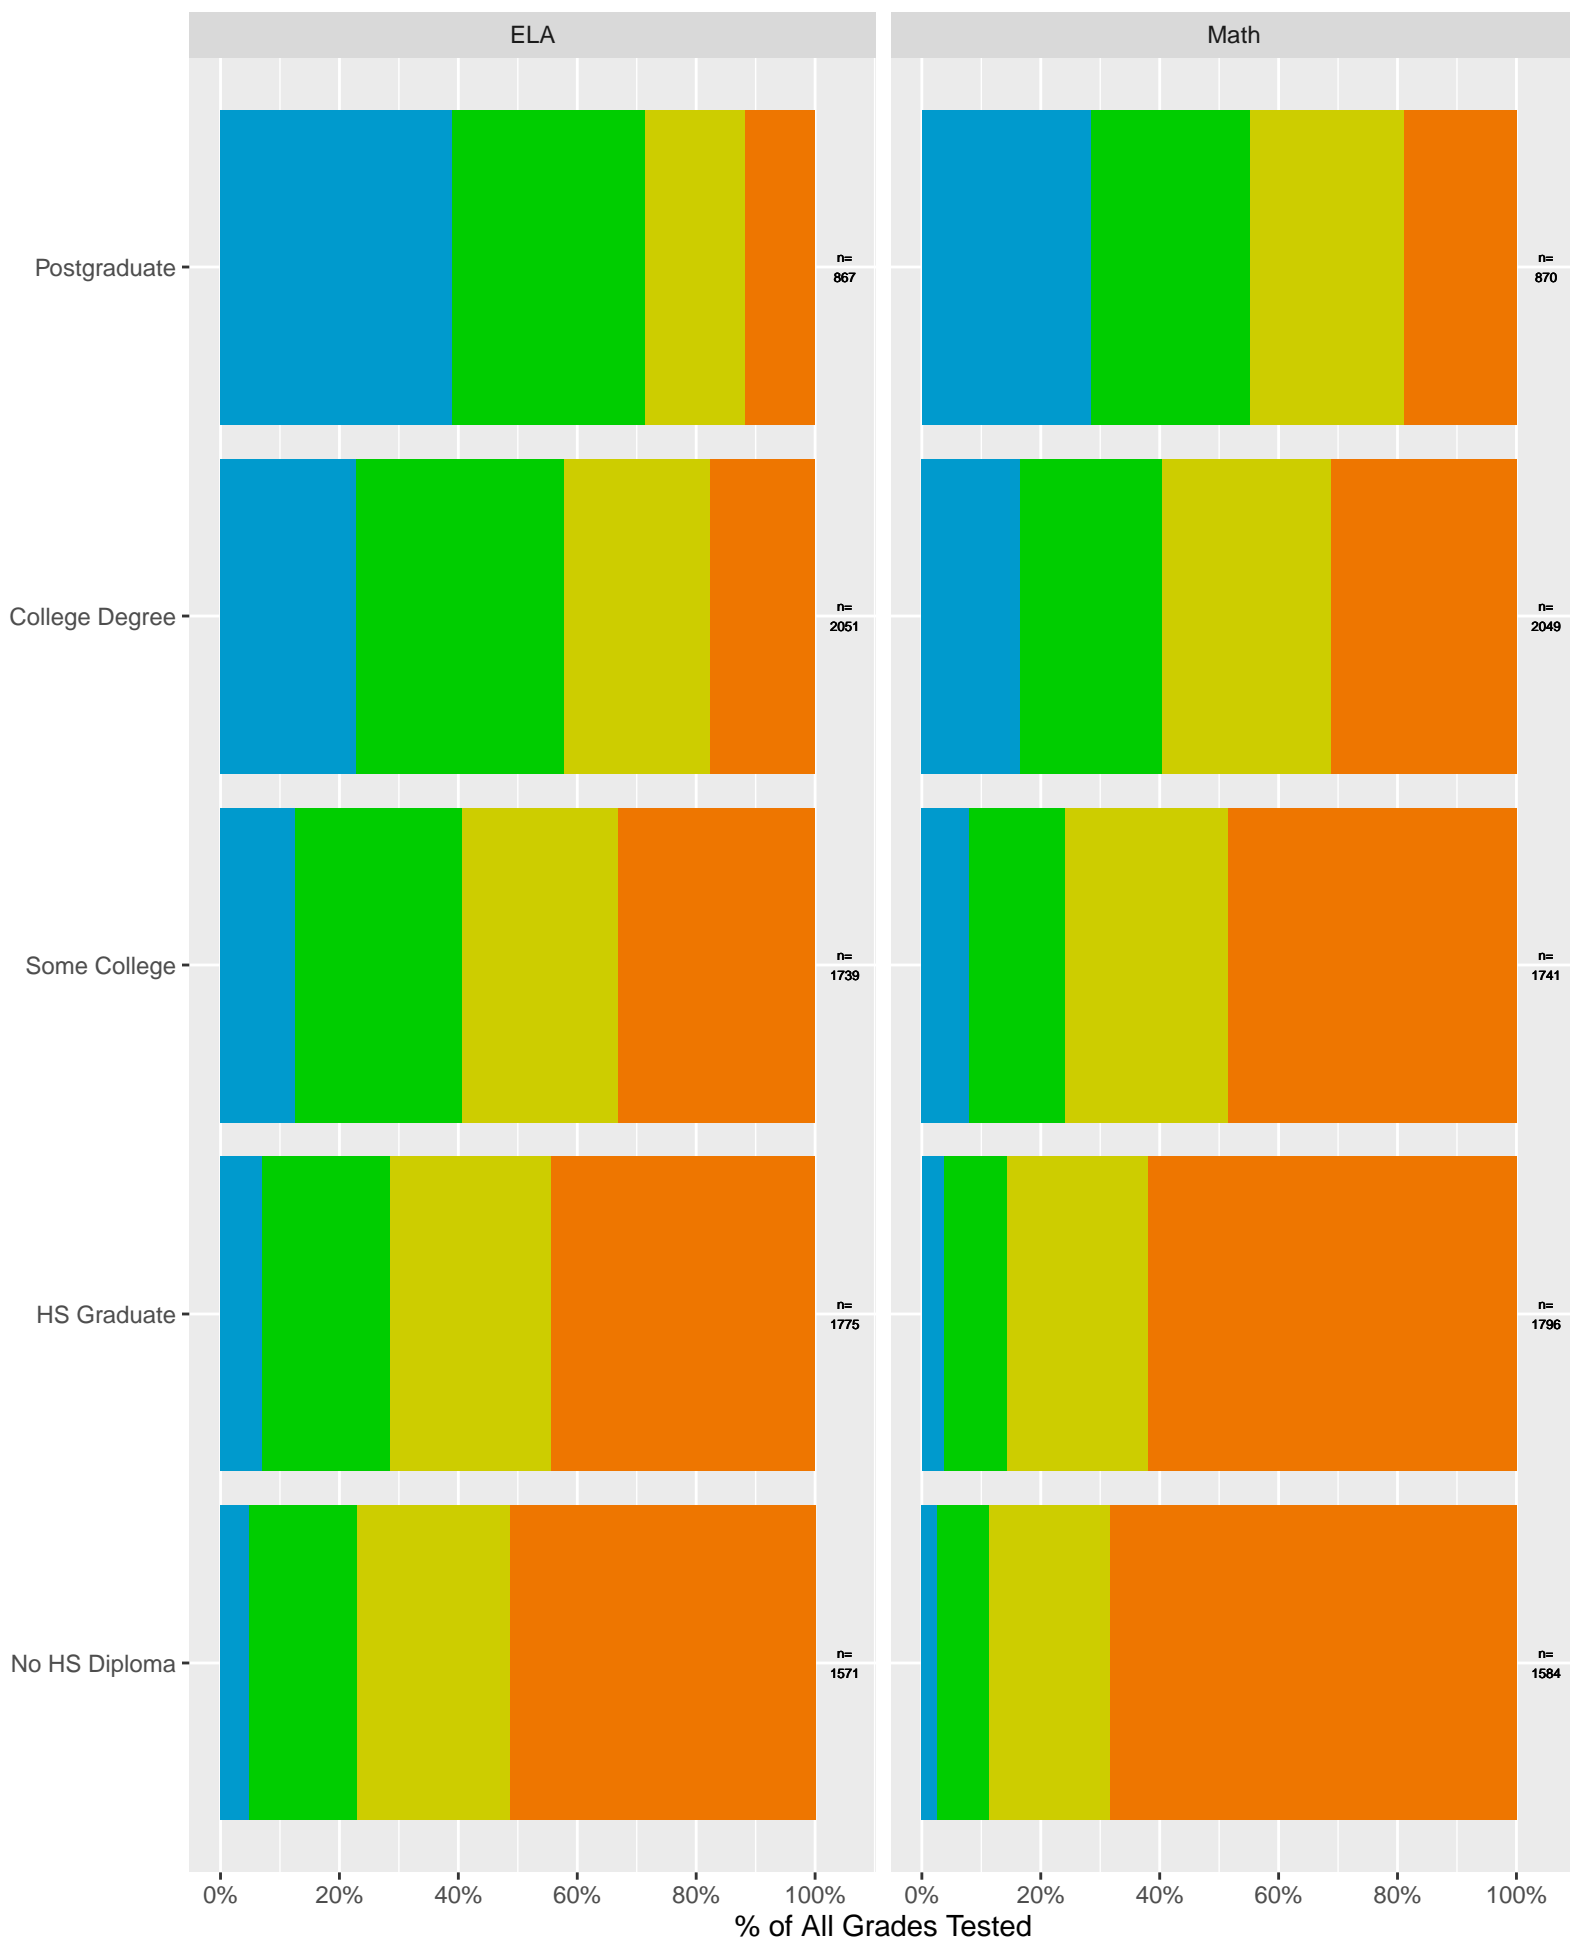 ELA
Math
Postgraduate
n=
867
n=
870
College Degree
n=
2051
n=
2049
Some College
n=
1739
n=
1741
HS Graduate
n=
1775
n=
1796
No HS Diploma
n=
1571
n=
1584
0% 20% 40% 60% 80% 100%
0% 20% 40% 60% 80% 100%
% of All Grades Tested